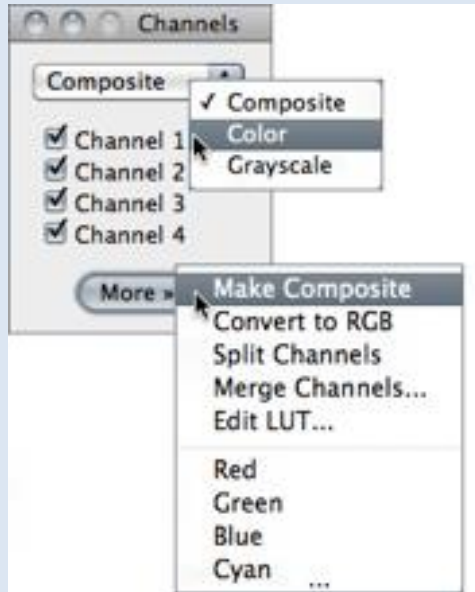 Channels
Composite
✓ Composite
Color
Grayscale
Channel 1
Channel 2
Channel 3
Channel 4
More »
Make Composite
Convert to RGB
Split Channels
Merge Channels...
Edit LUT...
Red
Green
Blue
Cyan
...